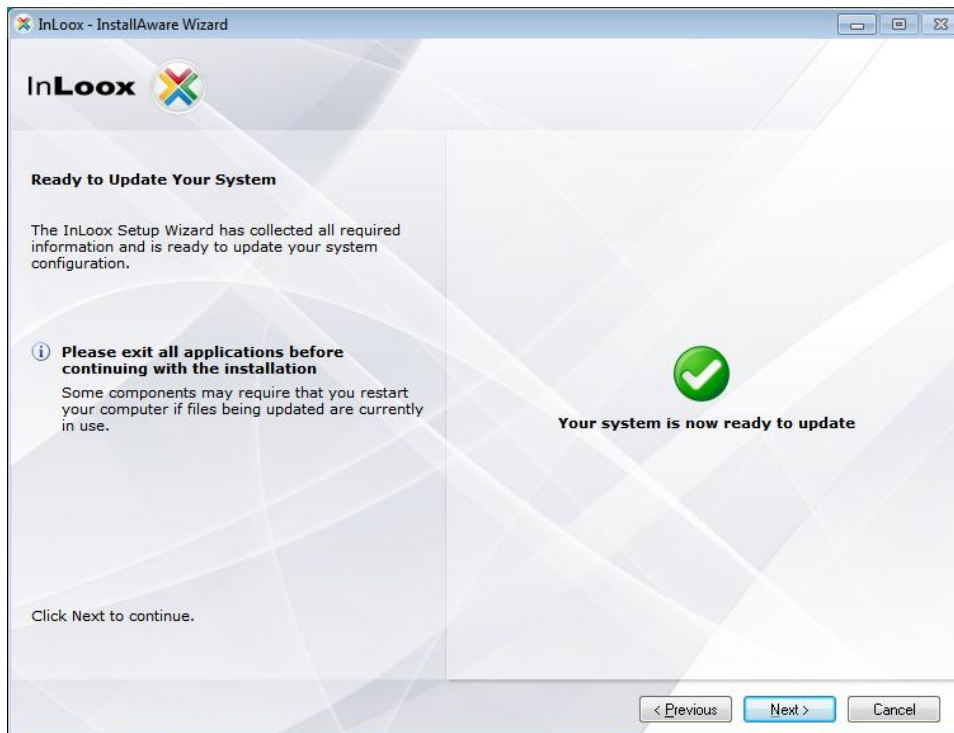 InLoox - InstallAware Wizard
InLoox
Ready to Update Your System
The InLoox Setup Wizard has collected all required
information and is ready to update your system
configuration.
Please exit all applications before
continuing with the installation
Some components may require that you restart
your computer if files being updated are currently
in use.
Your system is now ready to update
Click Next to continue.
< Previous
Next >
Cancel